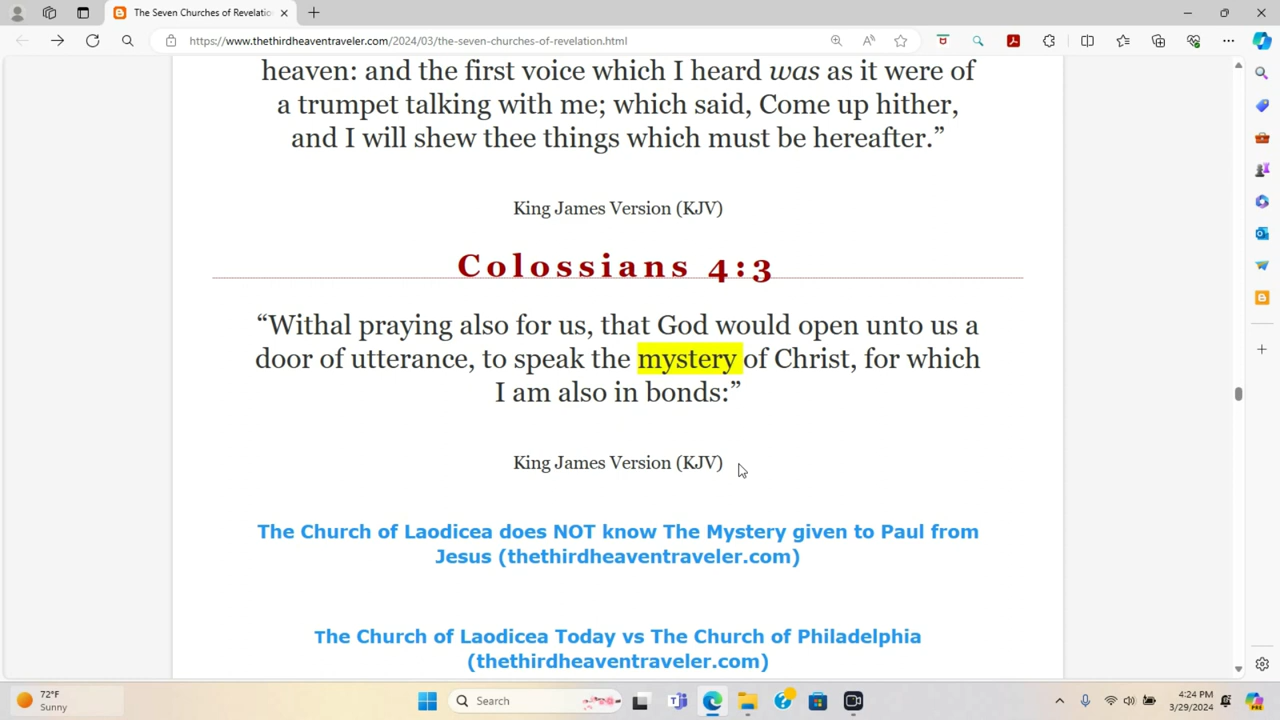 The Seven Churches of Revelatio
https://www.thethirdheaventraveler.com/2024/03/the-seven-churches-of-revelation.html
heaven: and the first voice which I heard was as it were of
a trumpet talking with me; which said, Come up hither,
and I will shew thee things which must be hereafter.”
King James Version (KJV)
Colossians 4:3
“Withal praying also for us, that God would open unto us a
door of utterance, to speak the mystery of Christ, for which
I am also in bonds:”
King James Version (KJV)
The Church of Laodicea does NOT know The Mystery given to Paul from
Jesus (thethirdheaventraveler.com)
The Church of Laodicea Today vs The Church of Philadelphia
(thethirdheaventraveler.com)
72°F
Sunny
Search
4:24 PM
3/29/2024